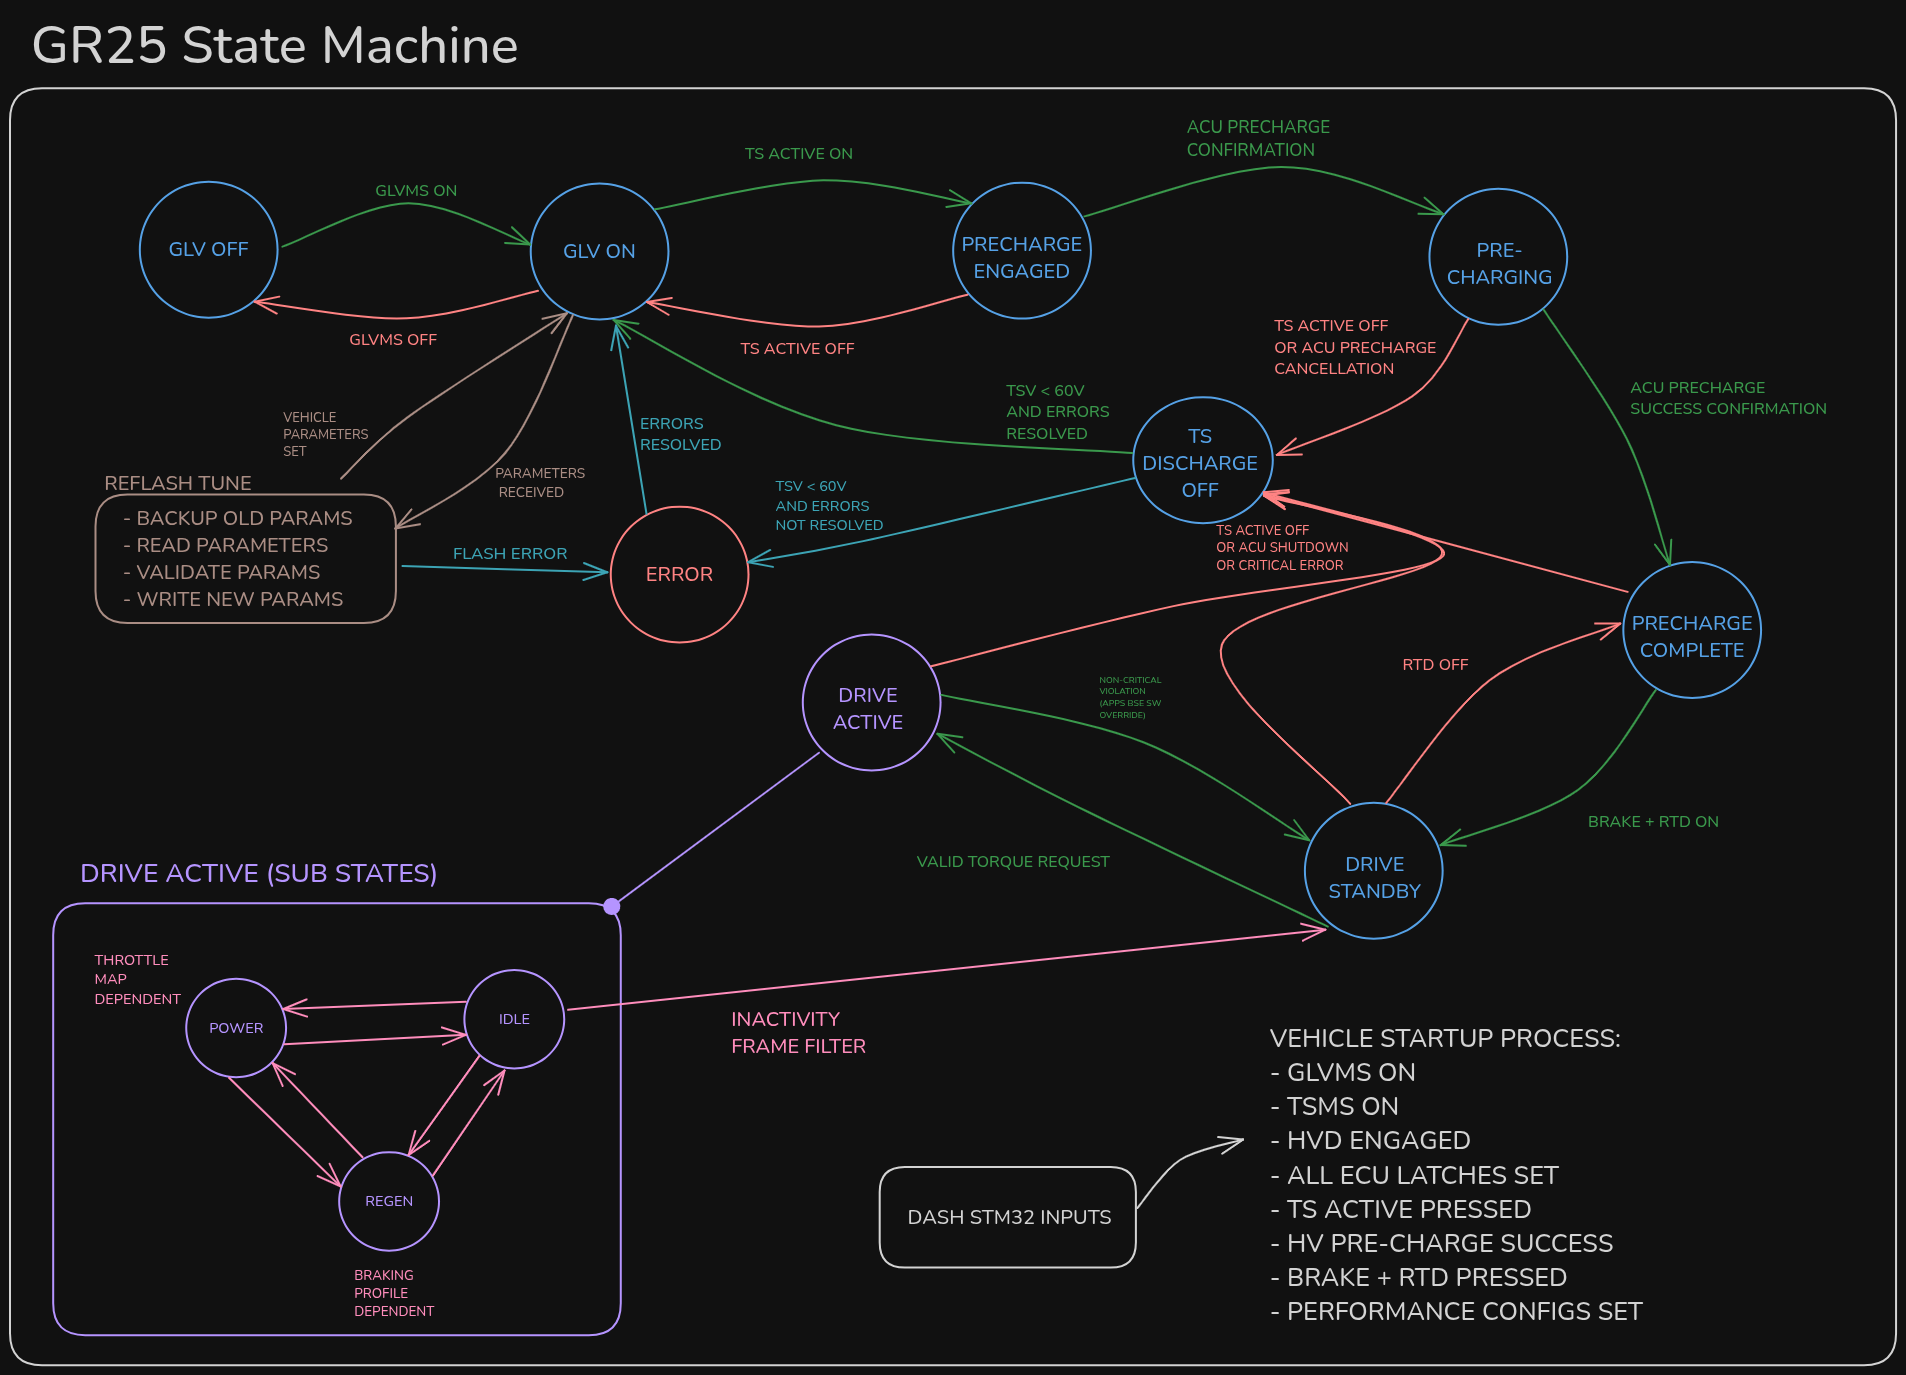 GR25 State Machine
ACU PRECHARGE
CONFIRMATION
TS ACTIVE ON
GLVMS ON
GLV OFF
GLV ON
PRECHARGE
ENGAGED
PRE-
CHARGING
GLVMS OFF
TS ACTIVE OFF
TS ACTIVE OFF
OR ACU PRECHARGE
CANCELLATION
ACU PRECHARGE
SUCCESS CONFIRMATION
TSV < 60V
AND ERRORS
RESOLVED
VEHICLE
PARAMETERS
SET
ERRORS
RESOLVED
TS
DISCHARGE
OFF
PARAMETERS
RECEIVED
REFLASH TUNE
- BACKUP OLD PARAMS
- READ PARAMETERS
- VALIDATE PARAMS
- WRITE NEW PARAMS
TSV < 60V
AND ERRORS
NOT RESOLVED
FLASH ERROR
ERROR
TS ACTIVE OFF
OR ACU SHUTDOWN
OR CRITICAL ERROR
PRECHARGE
COMPLETE
RTD OFF
DRIVE
ACTIVE
NON-CRITICAL
VIOLATION
(APPS BSE SW
OVERRIDE)
BRAKE + RTD ON
VALID TORQUE REQUEST
DRIVE
STANDBY
DRIVE ACTIVE (SUB STATES)
THROTTLE
MAP
DEPENDENT
POWER
IDLE
REGEN
BRAKING
PROFILE
DEPENDENT
INACTIVITY
FRAME FILTER
DASH STM32 INPUTS
VEHICLE STARTUP PROCESS:
- GLVMS ON
- TSMS ON
- HVD ENGAGED
- ALL ECU LATCHES SET
- TS ACTIVE PRESSED
- HV PRE-CHARGE SUCCESS
- BRAKE + RTD PRESSED
- PERFORMANCE CONFIGS SET